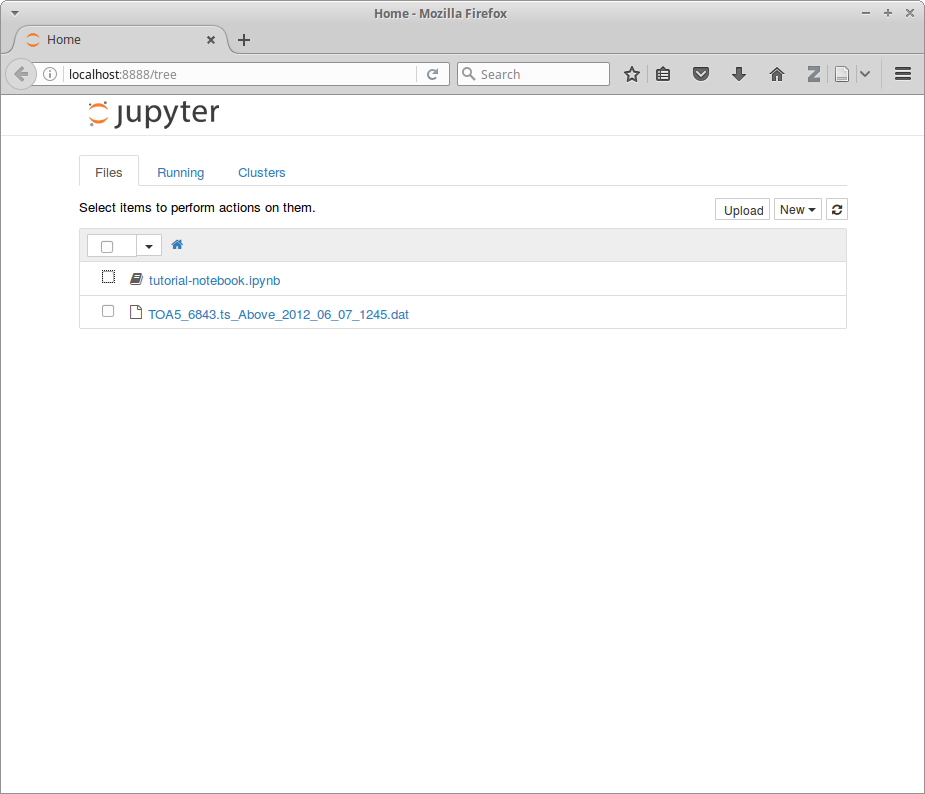 Home - Mozilla Firefox
Home
localhost:8888/tree
Search
Z
jupyter
Files Running Clusters
Select items to perform actions on them.
Upload New
tutorial-notebook.ipynb
TOA5_6843.ts_Above_2012_06_07_1245.dat